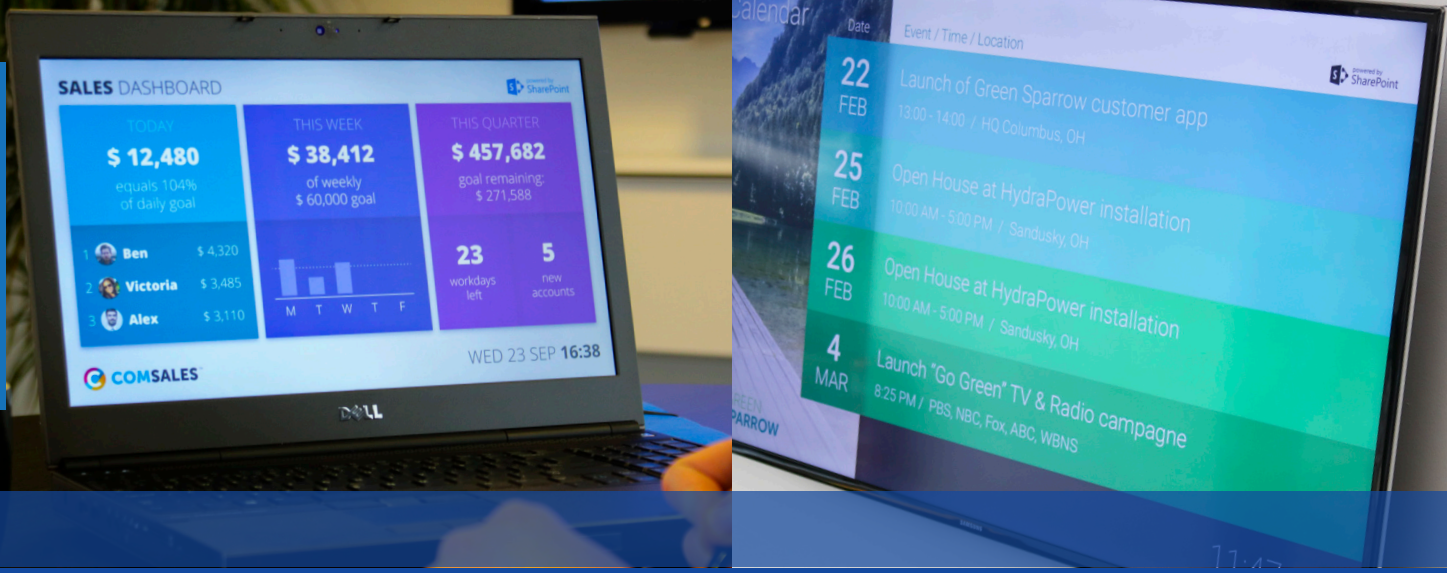 SALES DASHBOARD
powered by
SharePoint
TODAY
$ 12,480
equals 104%
of daily goal
1 Ben $ 4,320
2 Victoria $ 3,485
3 Alex $ 3,110
THIS WEEK
$ 38,412
of weekly
$ 60,000 goal
M T W T F
THIS QUARTER
$ 457,682
goal remaining:
$ 271,588
23
workdays
left
5
new
accounts
WED 23 SEP 16:38
COMSALES
DELL
Calendar
Date
Event / Time / Location
powered by
SharePoint
22
FEB
Launch of Green Sparrow customer app
13:00 - 14:00 / HQ Columbus, OH
25
FEB
Open House at HydraPower installation
10:00 AM - 5:00 PM / Sandusky, OH
26
FEB
Open House at HydraPower installation
10:00 AM - 5:00 PM / Sandusky, OH
4
MAR
Launch "Go Green" TV & Radio campagne
8:25 PM / PBS, NBC, Fox, ABC, WBNS
REEN
PARROW
SAMSUNG
11:47